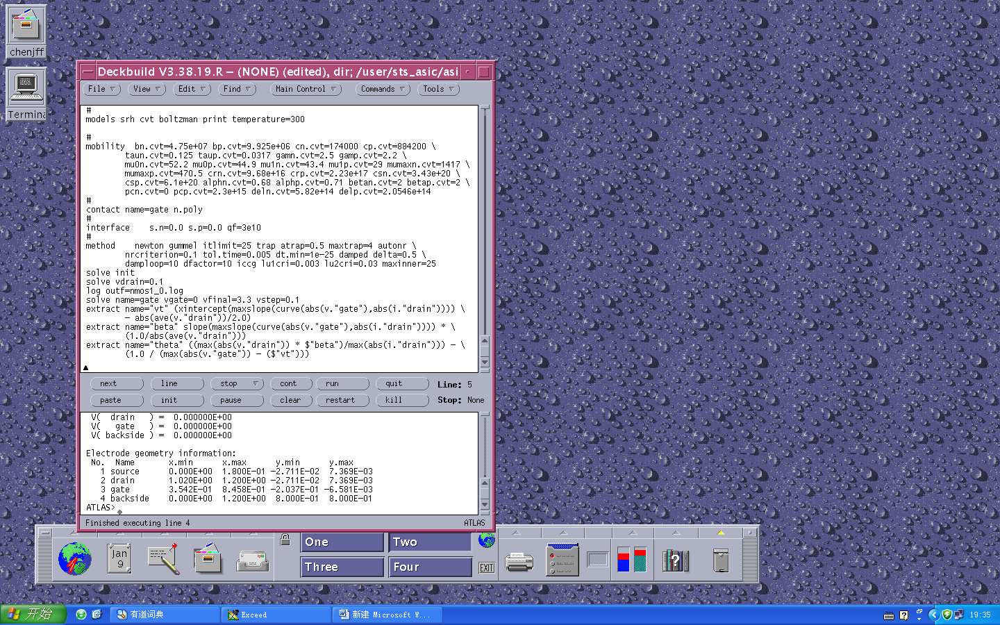 chenjff
Termina
Deckbuild V3.38.19.R – (NONE) (edited), dir; /user/sts_asic/asi
File View Edit Find Main Control Commands Tools
#
models srh cvt boltzman print temperature=300
#
mobility bn.cvt=4.75e+07 bp.cvt=9.925e+06 cn.cvt=174000 cp.cvt=884200 \
taun.cvt=0.125 taup.cvt=0.0317 gamn.cvt=2.5 gamp.cvt=2.2 \
mu0n.cvt=52.2 mu0p.cvt=44.9 mu1n.cvt=43.4 mu1p.cvt=29 mumaxn.cvt=1417 \
mumaxp.cvt=470.5 crn.cvt=9.68e+16 crp.cvt=2.23e+17 csn.cvt=3.43e+20 \
csp.cvt=6.1e+20 alphn.cvt=0.68 alphp.cvt=0.71 betan.cvt=2 betap.cvt=2 \
pcn.cvt=0 pcp.cvt=2.3e+15 deln.cvt=5.82e+14 delp.cvt=2.0546e+14
#
contact name=gate n.poly
#
interface s.n=0.0 s.p=0.0 qf=3e10
#
method newton gummel itlimit=25 trap atrap=0.5 maxtrap=4 autonr \
nrcriterion=0.1 tol.time=0.005 dt.min=1e-25 damped delta=0.5 \
damploop=10 dfactor=10 iccg lu1cri=0.003 lu2cri=0.03 maxinner=25
solve init
solve vdrain=0.1
log outf=nmos1_0.log
solve name=gate vgate=0 vfinal=3.3 vstep=0.1
extract name="vt" (xintercept(maxslope(curve(abs(v."gate"),abs(i."drain")))) \
- abs(ave(v."drain"))/2.0)
extract name="beta" slope(maxslope(curve(abs(v."gate"),abs(i."drain")))) * \
(1.0/abs(ave(v."drain")))
extract name="theta" ((max(abs(v."drain")) * $"beta")/max(abs(i."drain"))) - \
(1.0 / (max(abs(v."gate")) - ($"vt")))
next line stop cont run quit Line: 5
paste init pause clear restart kill Stop: None
V( drain ) = 0.000000E+00
V( gate ) = 0.000000E+00
V( backside ) = 0.000000E+00
Electrode geometry information:
No. Name x.min x.max y.min y.max
1 source 0.000E+00 1.800E-01 -2.711E-02 7.369E-03
2 drain 1.020E+00 1.200E+00 -2.711E-02 7.369E-03
3 gate 3.542E-01 8.458E-01 -2.037E-01 -6.581E-03
4 backside 0.000E+00 1.200E+00 8.000E-01 8.000E-01
ATLAS>
Finished executing line 4 ATLAS
Jan
9
One Two
Three Four
EXIT
开始 有道词典 Exceed 新建 Microsoft W... 19:35